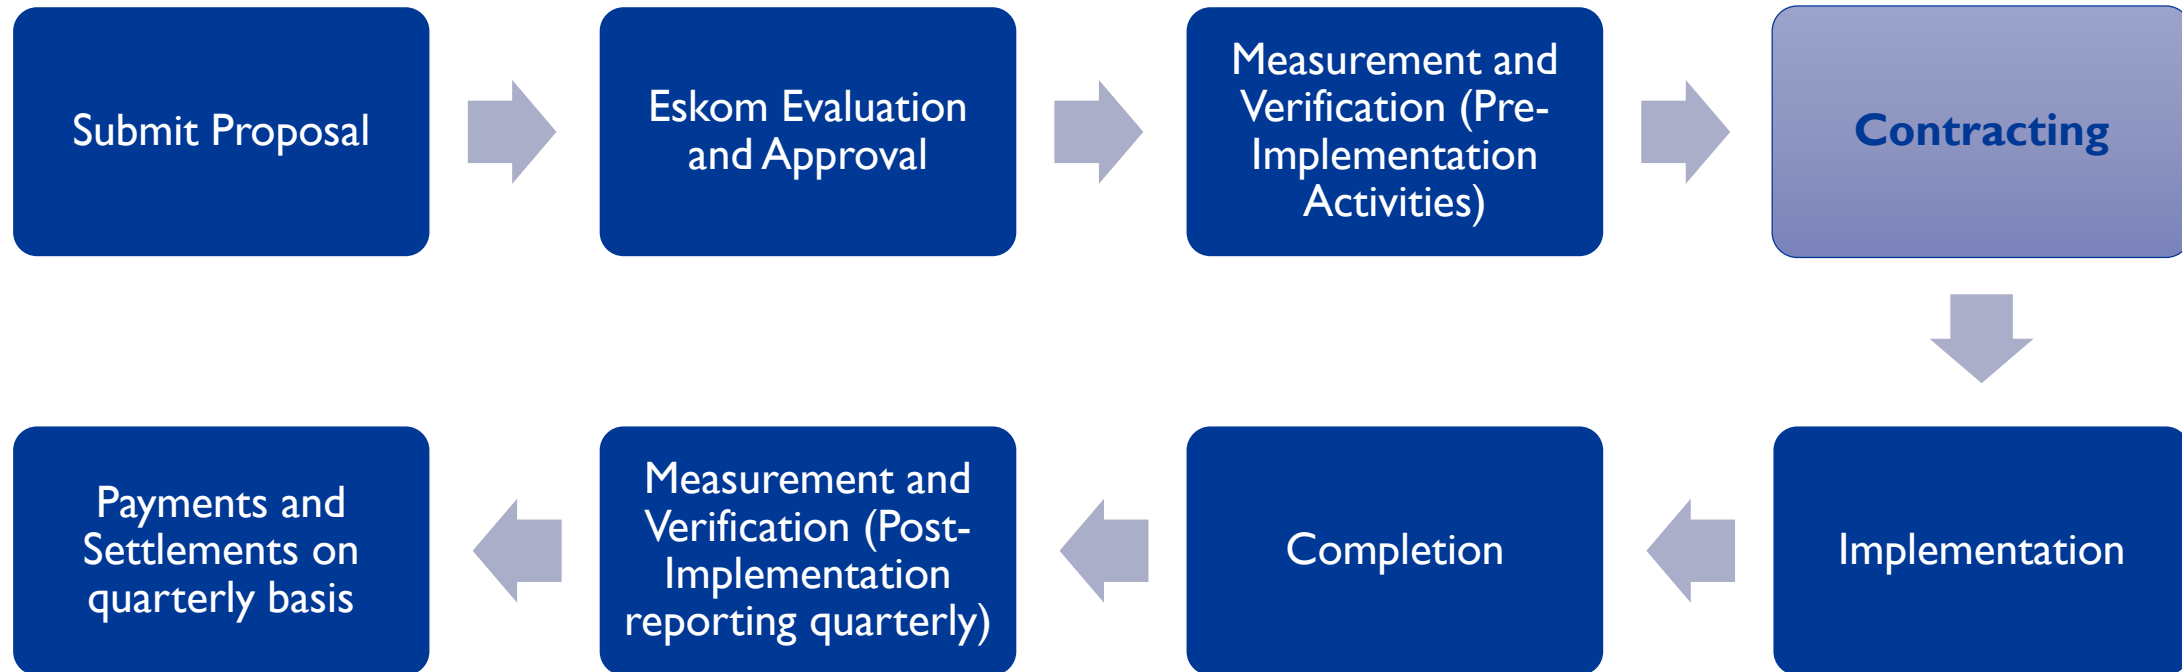 Submit Proposal
Eskom Evaluation
and Approval
Measurement and
Verification (Pre-
Implementation
Activities)
Contracting
Implementation
Completion
Measurement and
Verification (Post-
Implementation
reporting quarterly)
Payments and
Settlements on
quarterly basis